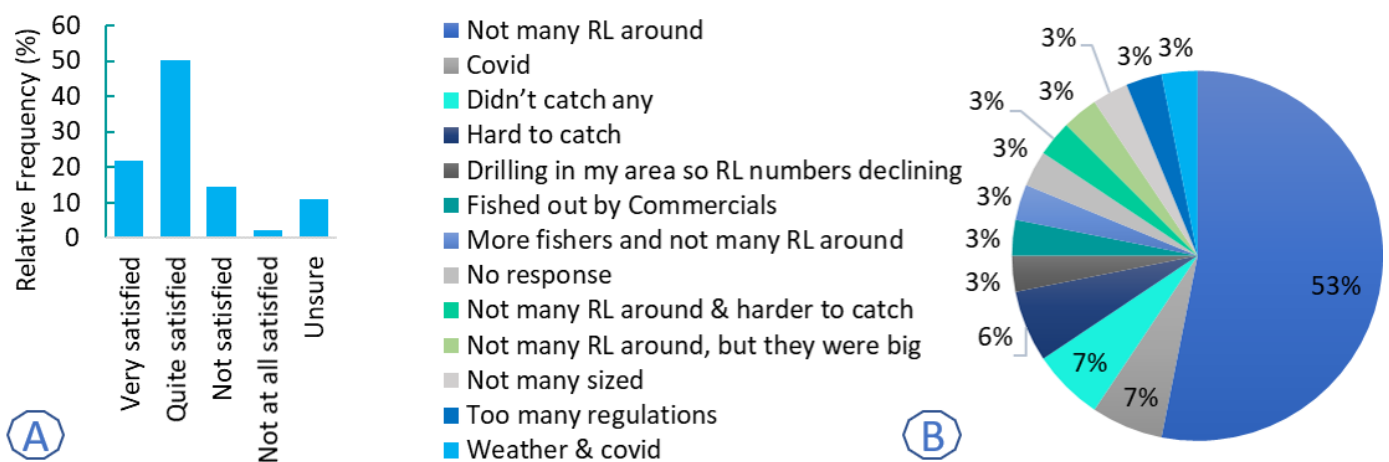 Relative Frequency (%)
60
50
40
30
20
10
0
Very satisfied
Quite satisfied
Not satisfied
Not at all satisfied
Unsure
A
Not many RL around
Covid
Didn’t catch any
Hard to catch
Drilling in my area so RL numbers declining
Fished out by Commercials
More fishers and not many RL around
No response
Not many RL around & harder to catch
Not many RL around, but they were big
Not many sized
Too many regulations
Weather & covid
53%
7%
7%
6%
3%
3%
3%
3%
3%
3%
3%
3%
3%
B